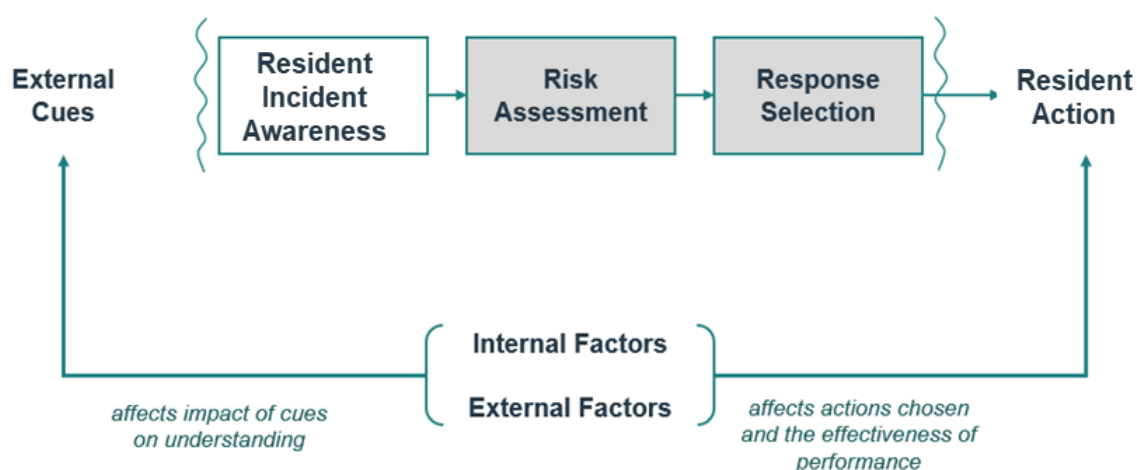 External
Cues
Resident
Incident
Awareness
Risk
Assessment
Response
Selection
Resident
Action
Internal Factors
External Factors
affects impact of cues
on understanding
affects actions chosen
and the effectiveness of
performance